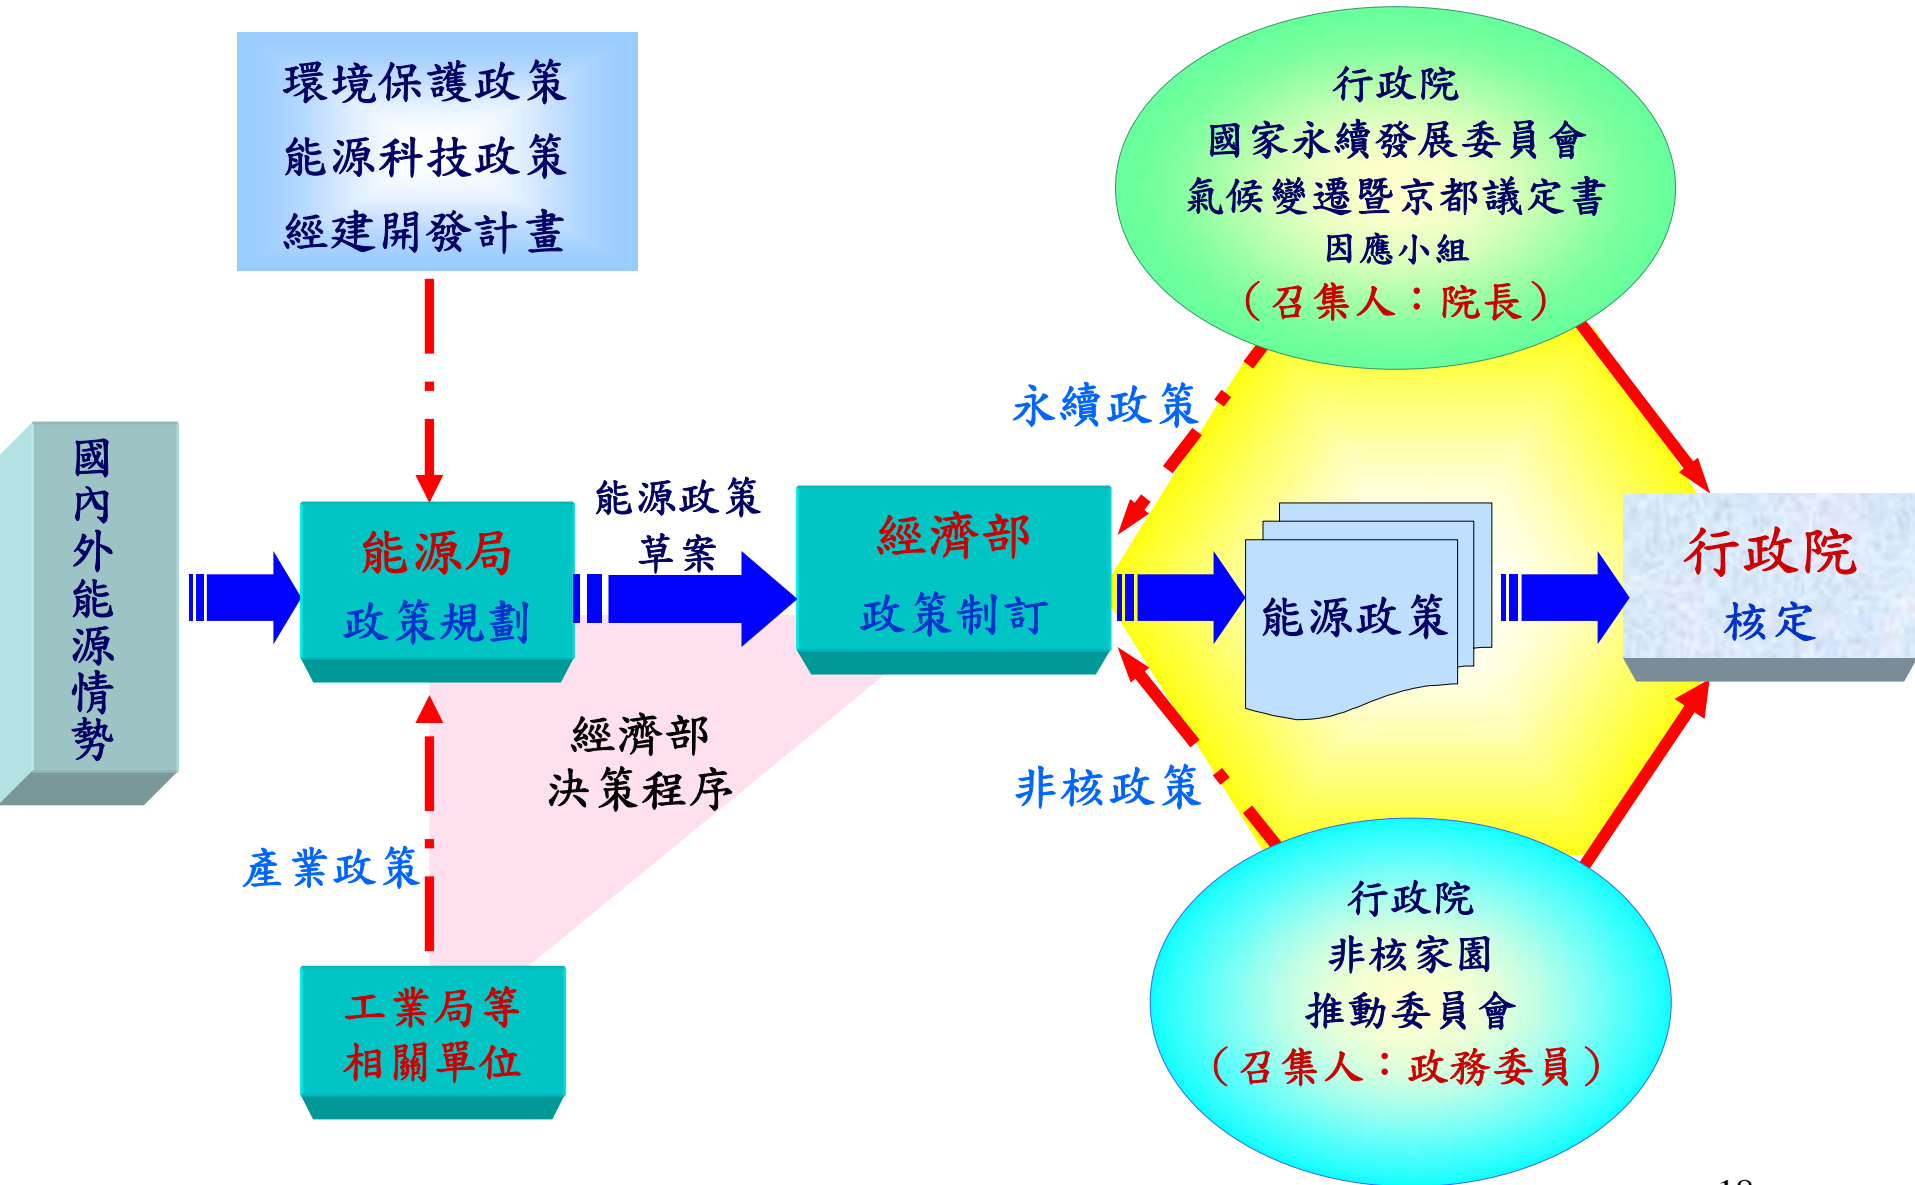 環境保護政策
能源科技政策
經建開發計畫
行政院
國家永續發展委員會
氣候變遷暨京都議定書
因應小組
（召集人：院長）
永續政策
國內外能源情勢
能源局
政策規劃
能源政策
草案
經濟部
政策制訂
能源政策
行政院
核定
經濟部
決策程序
非核政策
產業政策
工業局等
相關單位
行政院
非核家園
推動委員會
（召集人：政務委員）